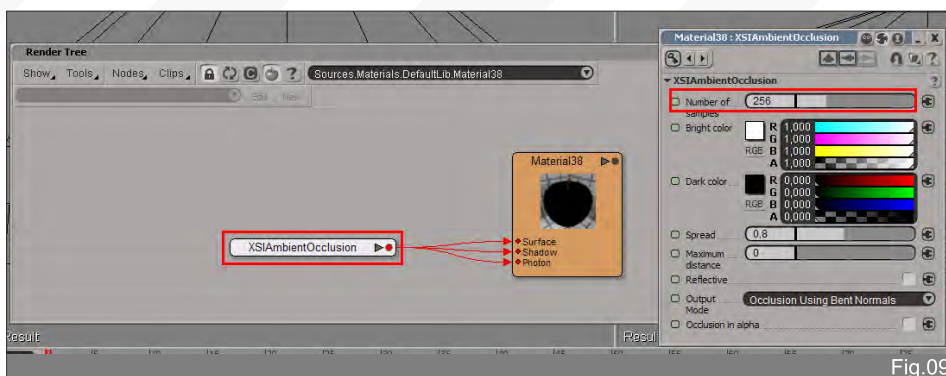 Render Tree
Show Tools Nodes Clips ? Sources.Materials.DefaultLib.Material38
Material38
XSIAmbientOcclusion
Surface
Shadow
Photon
Material38 : XSIAmbientOcclusion
XSIAmbientOcclusion ?
Number of samples 256
Bright color R 1,000
G 1,000
RGB B 1,000
A 1,000
Dark color R 0,000
G 0,000
RGB B 0,000
A 0,000
Spread 0,8
Maximum distance 0
Reflective
Output Mode Occlusion Using Bent Normals
Occlusion in alpha
Result
Fig.09